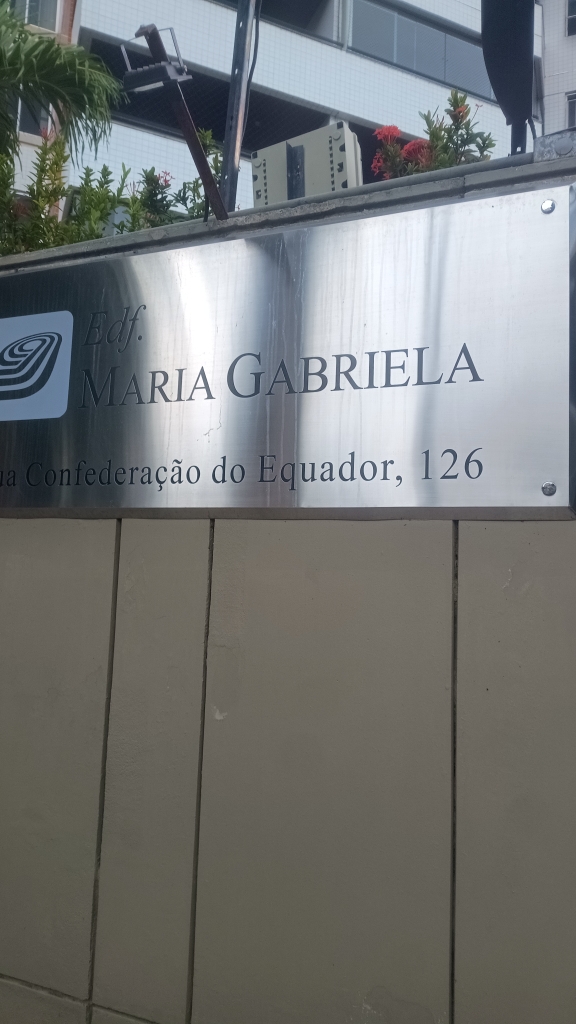 Edf.
MARIA GABRIELA
ua Confederação do Equador, 126